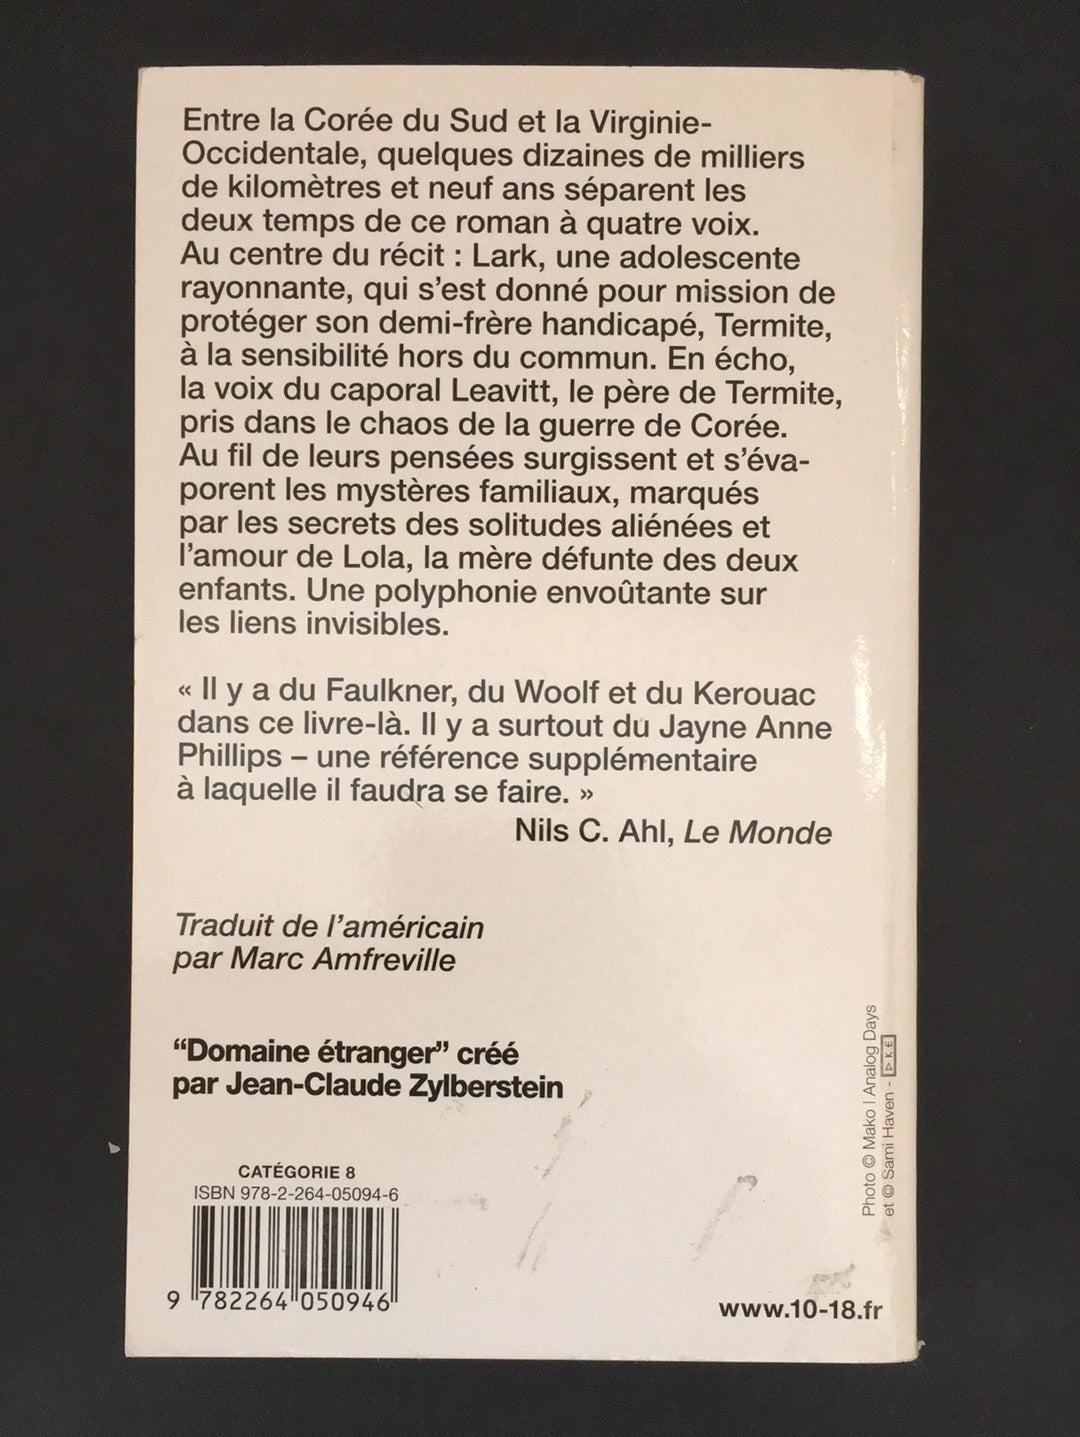 Entre la Corée du Sud et la Virginie-
Occidentale, quelques dizaines de milliers
de kilomètres et neuf ans séparent les
deux temps de ce roman à quatre voix.
Au centre du récit : Lark, une adolescente
rayonnante, qui s'est donné pour mission de
protéger son demi-frère handicapé, Termite,
à la sensibilité hors du commun. En écho,
la voix du caporal Leavitt, le père de Termite,
pris dans le chaos de la guerre de Corée.
Au fil de leurs pensées surgissent et s'éva-
porent les mystères familiaux, marqués
par les secrets des solitudes aliénées et
l'amour de Lola, la mère défunte des deux
enfants. Une polyphonie envoûtante sur
les liens invisibles.
« Il y a du Faulkner, du Woolf et du Kerouac
dans ce livre-là. Il y a surtout du Jayne Anne
Phillips – une référence supplémentaire
à laquelle il faudra se faire. »
Nils C. Ahl, Le Monde
Traduit de l'américain
par Marc Amfreville
“Domaine étranger” créé
par Jean-Claude Zylberstein
CATÉGORIE 8
ISBN 978-2-264-05094-6
9 782264 050946
www.10-18.fr
Photo © Mako | Analog Days
et © Sami Haven -